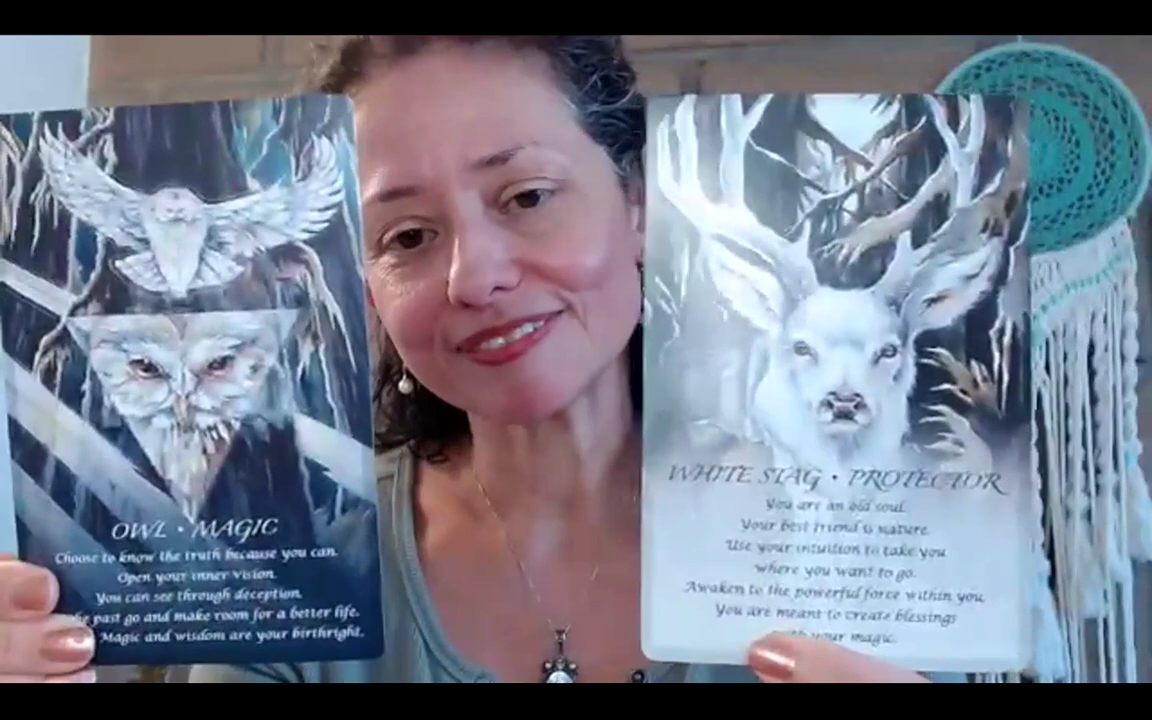 OWL • MAGIC
Choose to know the truth because you can.
Open your inner vision.
You can see through deception.
past go and make room for a better life.
Magic and wisdom are your birthright.
WHITE STAG • PROTECTOR
You are an old soul.
Your best friend is nature.
Use your intuition to take you
where you want to go.
Awaken to the powerful force within you.
You are meant to create blessings
your magic.